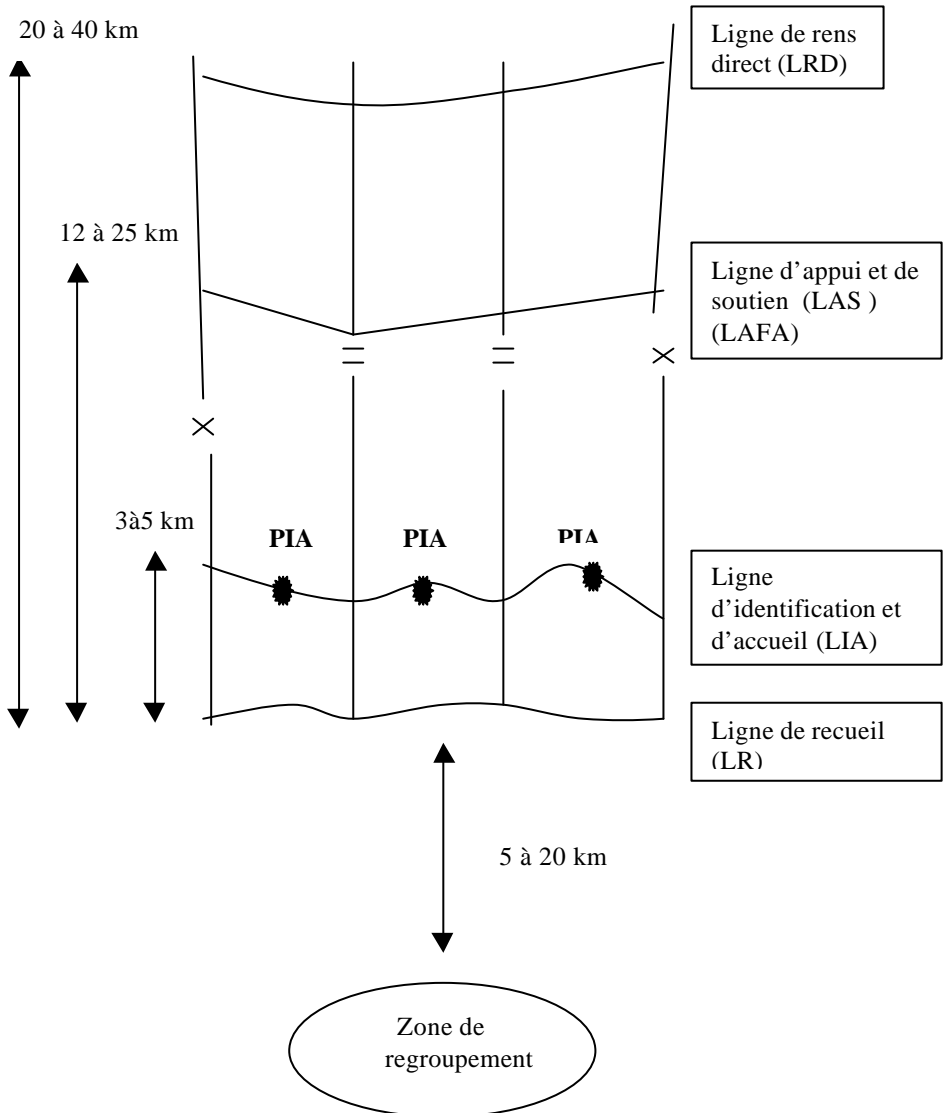 20 à 40 km
Ligne de rens
direct (LRD)
12 à 25 km
Ligne d’appui et de
soutien (LAS )
(LAFA)
3à5 km
PIA
PIA
PIA
Ligne
d’identification et
d’accueil (LIA)
Ligne de recueil
(LR)
5 à 20 km
Zone de
regroupement